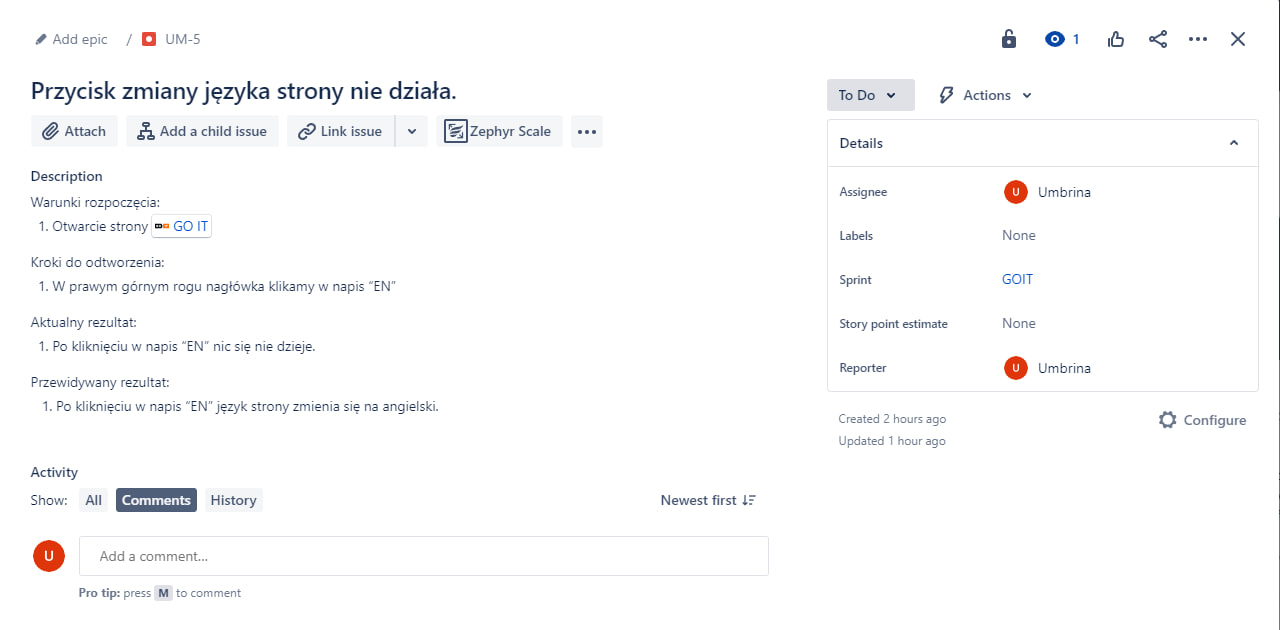 Add epic / UM-5
1
Przycisk zmiany języka strony nie działa.
Attach Add a child issue Link issue Zephyr Scale
Description
Warunki rozpoczęcia:
1. Otwarcie strony GO IT
Kroki do odtworzenia:
1. W prawym górnym rogu nagłówka klikamy w napis “EN”
Aktualny rezultat:
1. Po kliknięciu w napis “EN” nic się nie dzieje.
Przewidywany rezultat:
1. Po kliknięciu w napis “EN” język strony zmienia się na angielski.
Activity
Show: All Comments History Newest first
U Add a comment...
Pro tip: press M to comment
To Do Actions
Details
Assignee U Umbrina
Labels None
Sprint GOIT
Story point estimate None
Reporter U Umbrina
Created 2 hours ago Configure
Updated 1 hour ago